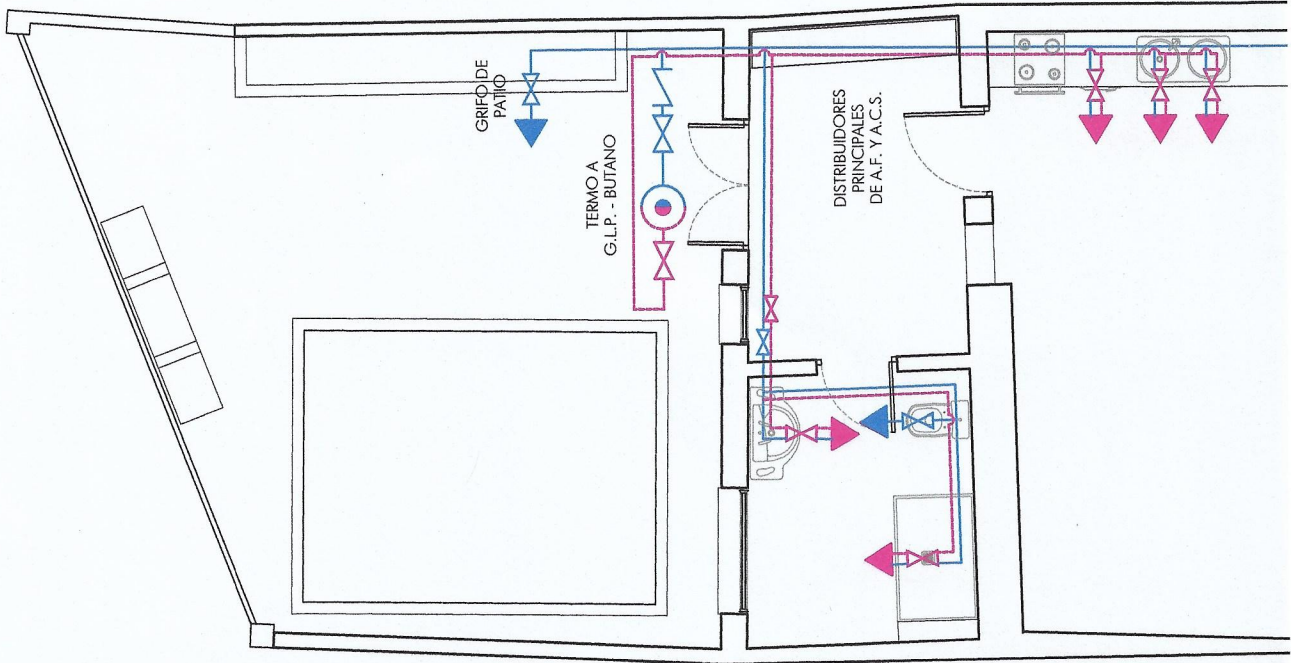 GRIFO DE
PATIO
TERMO A
G.L.P. - BUTANO
DISTRIBUIDORES
PRINCIPALES
DE A.F. Y A.C.S.